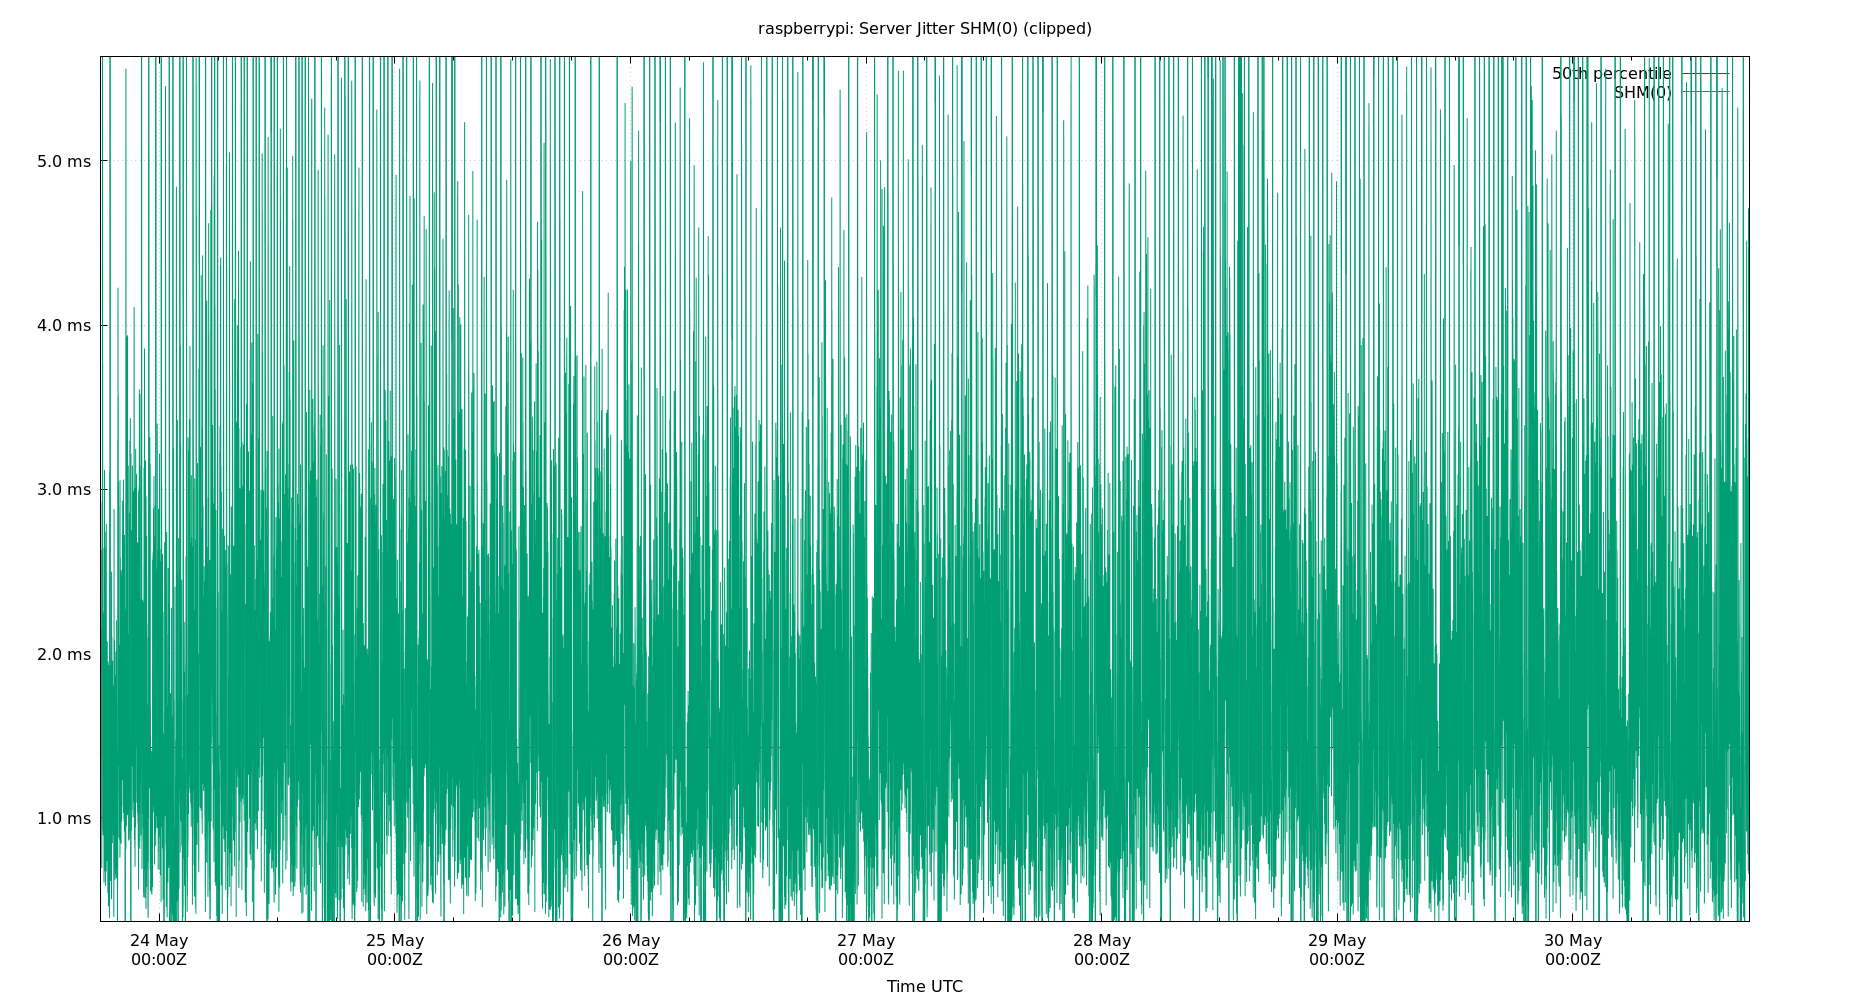 raspberrypi: Server Jitter SHM(0) (clipped)
50th percentile
SHM(0)
5.0 ms
4.0 ms
3.0 ms
2.0 ms
1.0 ms
24 May
00:00Z
25 May
00:00Z
26 May
00:00Z
27 May
00:00Z
28 May
00:00Z
29 May
00:00Z
30 May
00:00Z
Time UTC